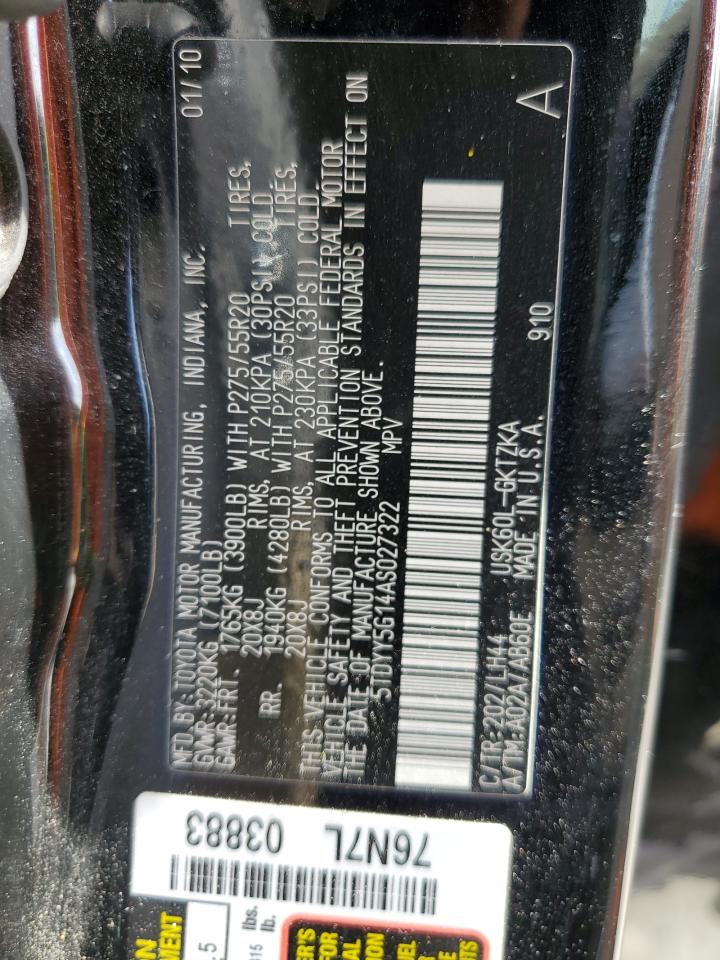 MFD.BY:TOYOTA MOTOR MANUFACTURING, INDIANA, INC. 01/10
GVWR:3220KG (7100LB)
GAWR:FRT. 1765KG (3900LB) WITH P275/55R20 TIRES,
20X8J RIMS, AT 210KPA (30PSI) COLD
RR. 1940KG (4280LB) WITH P275/55R20 TIRES,
20X8J RIMS, AT 230KPA (33PSI) COLD.
THIS VEHICLE CONFORMS TO ALL APPLICABLE FEDERAL MOTOR
VEHICLE SAFETY AND THEFT PREVENTION STANDARDS IN EFFECT ON
DATE OF MANUFACTURE SHOWN ABOVE.
5TDYY5G14AS027322 MPV
C/TR:202/LH44 USK60L-GKTZKA
A/TM:A02A/AB60E MADE IN U.S.A. 910
A
76N7L
03883
lbs.
lb.